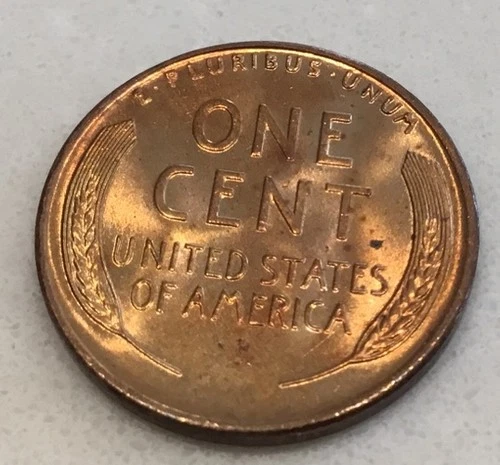 E·PLURIBUS·UNUM
ONE
CENT
UNITED STATES
OF AMERICA